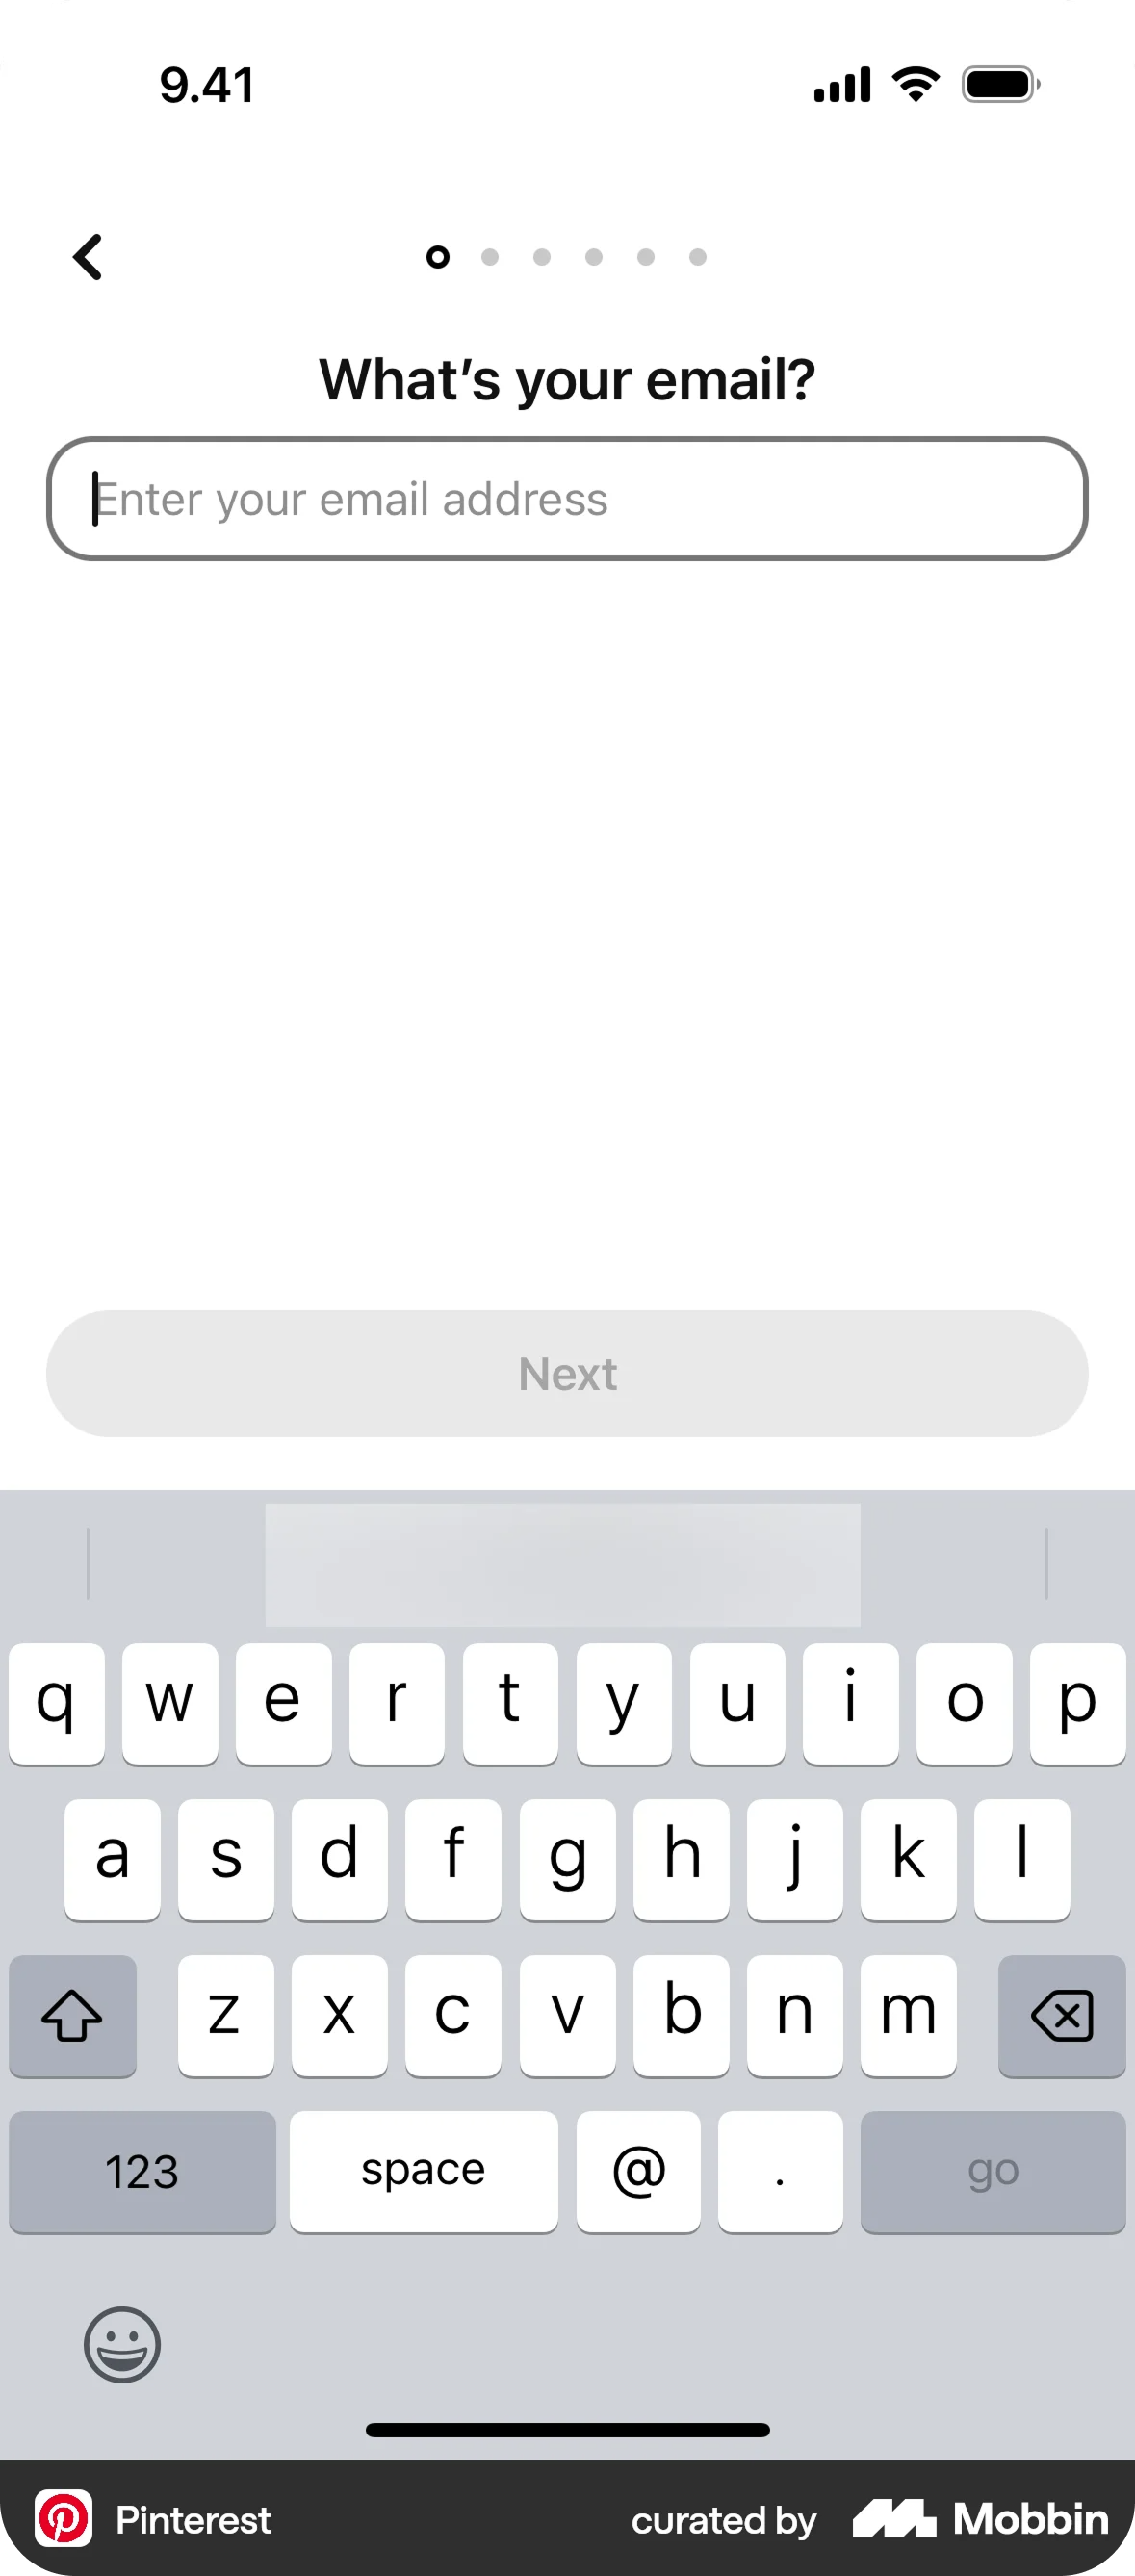 9.41
What's your email?
Enter your email address
Next
q w e r t y u i o p
a s d f g h j k l
z x c v b n m
123 space @ . go
Pinterest curated by Mobbin